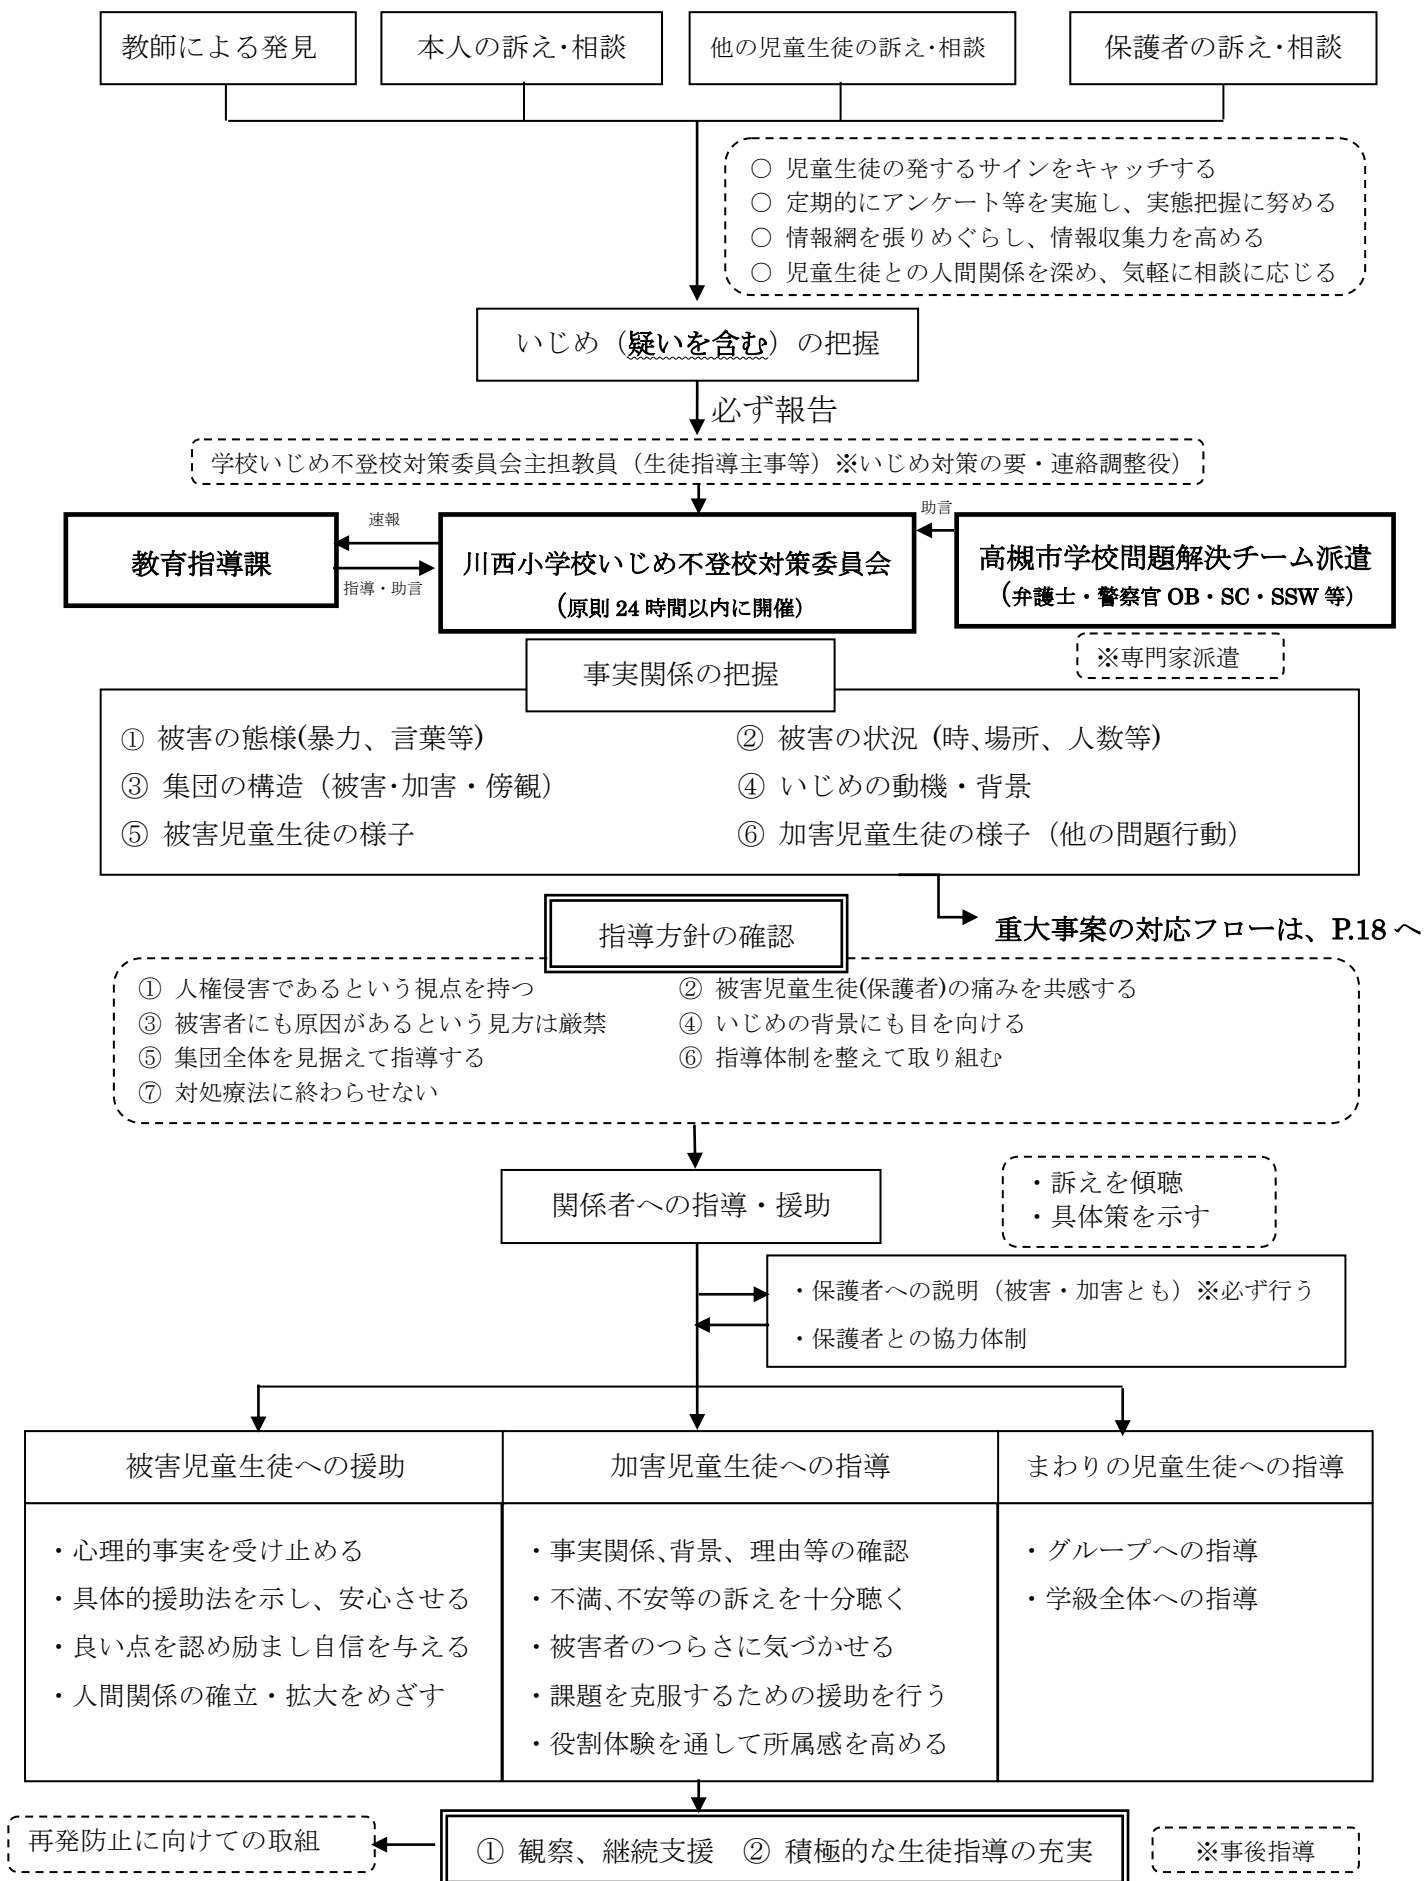 教師による発見
本人の訴え・相談
他の児童生徒の訴え・相談
保護者の訴え・相談
○ 児童生徒の発するサインをキャッチする
○ 定期的にアンケート等を実施し、実態把握に努める
○ 情報網を張りめぐらし、情報収集力を高める
○ 児童生徒との人間関係を深め、気軽に相談に応じる
いじめ（疑いを含む）の把握
必ず報告
学校いじめ不登校対策委員会主担教員（生徒指導主事等）※いじめ対策の要・連絡調整役）
教育指導課
速報
指導・助言
川西小学校いじめ不登校対策委員会
（原則 24 時間以内に開催）
助言
高槻市学校問題解決チーム派遣
（弁護士・警察官 OB・SC・SSW 等）
※専門家派遣
事実関係の把握
① 被害の態様(暴力、言葉等)
② 被害の状況 (時、場所、人数等)
③ 集団の構造（被害・加害・傍観）
④ いじめの動機・背景
⑤ 被害児童生徒の様子
⑥ 加害児童生徒の様子（他の問題行動）
重大事案の対応フローは、P.18 へ
指導方針の確認
① 人権侵害であるという視点を持つ
② 被害児童生徒(保護者)の痛みを共感する
③ 被害者にも原因があるという見方は厳禁
④ いじめの背景にも目を向ける
⑤ 集団全体を見据えて指導する
⑥ 指導体制を整えて取り組む
⑦ 対処療法に終わらせない
関係者への指導・援助
・訴えを傾聴
・具体策を示す
・保護者への説明（被害・加害とも）※必ず行う
・保護者との協力体制
被害児童生徒への援助
・心理的事実を受け止める
・具体的援助法を示し、安心させる
・良い点を認め励まし自信を与える
・人間関係の確立・拡大をめざす
加害児童生徒への指導
・事実関係、背景、理由等の確認
・不満、不安等の訴えを十分聴く
・被害者のつらさに気づかせる
・課題を克服するための援助を行う
・役割体験を通して所属感を高める
まわりの児童生徒への指導
・グループへの指導
・学級全体への指導
再発防止に向けての取組
① 観察、継続支援　② 積極的な生徒指導の充実
※事後指導